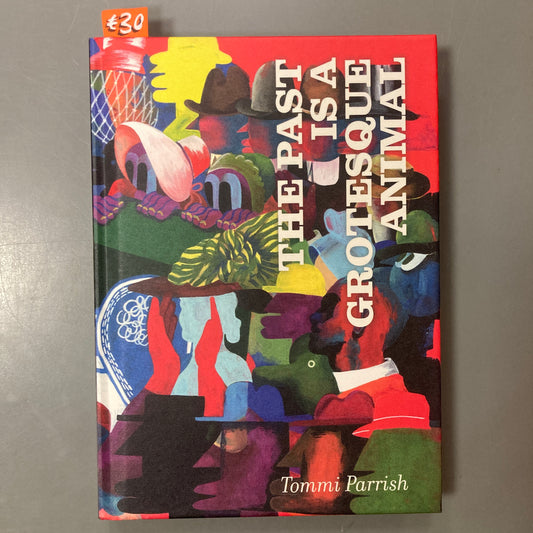 €30
THE PAST
IS A
GROTESQUE
ANIMAL
Tommi Parrish